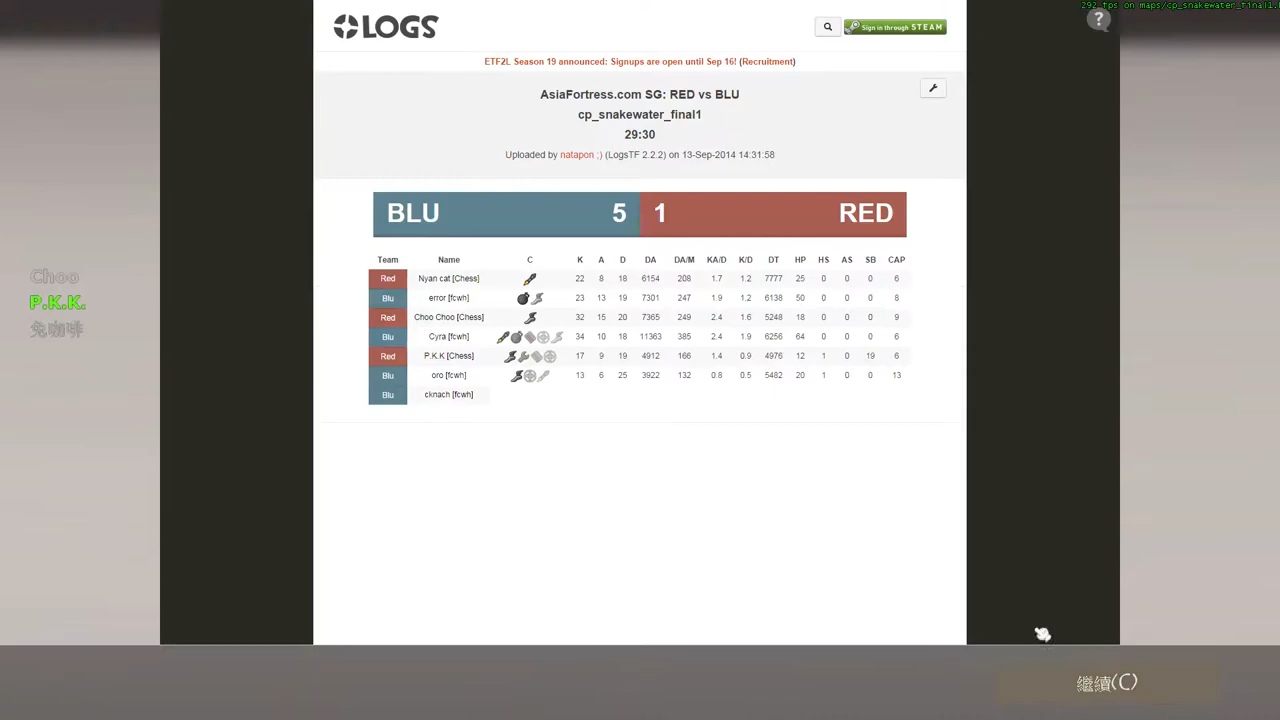 292 fps on maps/cp_snakewater_final1.
LOGS
Sign in through STEAM
?
ETF2L Season 19 announced: Signups are open until Sep 16! (Recruitment)
AsiaFortress.com SG: RED vs BLU
cp_snakewater_final1
29:30
Uploaded by natapon ;) (LogsTF 2.2.2) on 13-Sep-2014 14:31:58
BLU 5 1 RED
Team Name C K A D DA DA/M KA/D K/D DT HP HS AS SB CAP
Red Nyan cat [Chess] 22 8 18 6154 208 1.7 1.2 7777 25 0 0 0 6
Blu error [fcwh] 23 13 19 7301 247 1.9 1.2 6138 50 0 0 0 8
Red Choo Choo [Chess] 32 15 20 7365 249 2.4 1.6 5248 18 0 0 0 9
Blu Cyra [fcwh] 34 10 18 11363 385 2.4 1.9 6256 64 0 0 0 6
Red P.K.K [Chess] 17 9 19 4912 166 1.4 0.9 4976 12 1 0 19 6
Blu oro [fcwh] 13 6 25 3922 132 0.8 0.5 5482 20 1 0 0 13
Blu cknach [fcwh]
Choo
P.K.K.
兔咖啡
繼續(C)